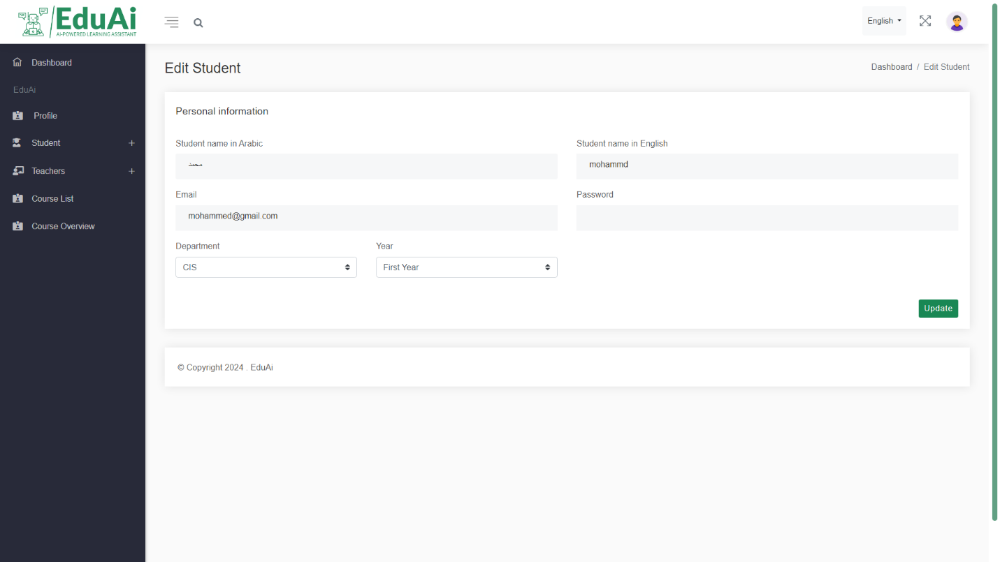 EduAi
AI-POWERED LEARNING ASSISTANT
English
Dashboard
EduAi
Profile
Student
Teachers
Course List
Course Overview
Edit Student
Dashboard / Edit Student
Personal information
Student name in Arabic
Student name in English
محمد
mohammd
Email
Password
mohammed@gmail.com
Department
Year
CIS
First Year
Update
© Copyright 2024 . EduAi